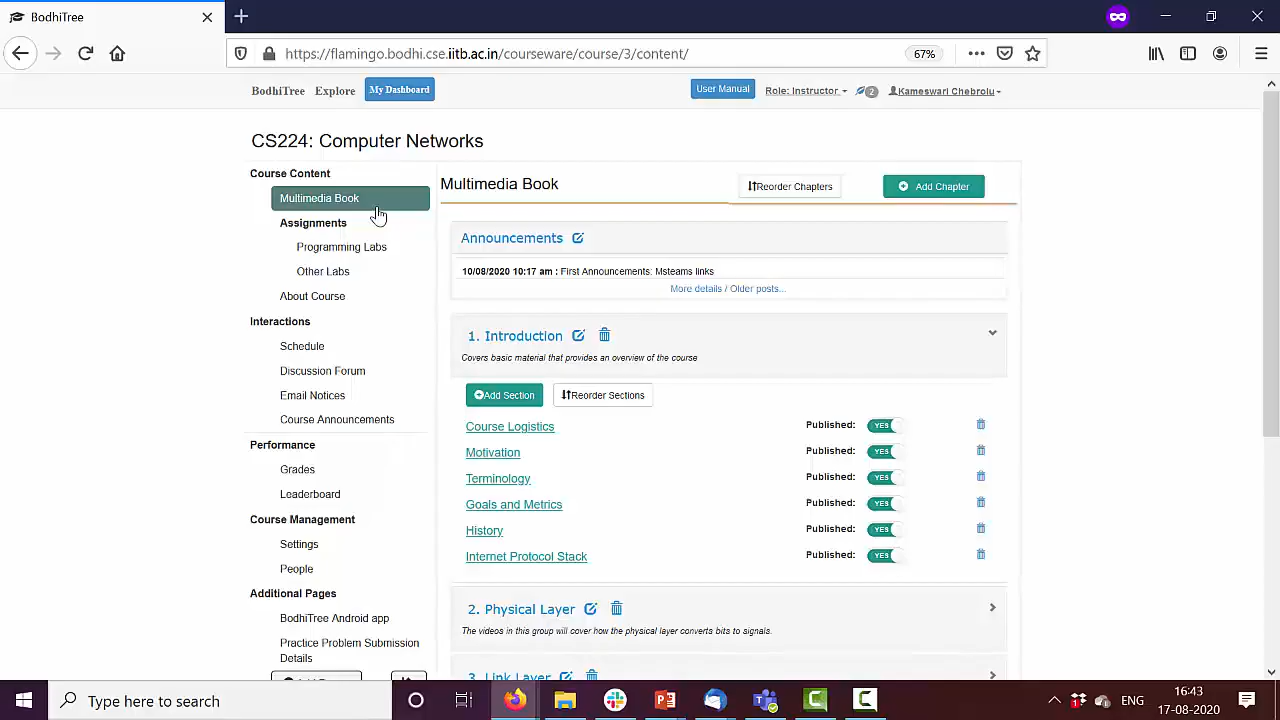 BodhiTree
https://flamingo.bodhi.cse.iitb.ac.in/courseware/course/3/content/
67%
BodhiTree Explore My Dashboard User Manual Role: Instructor 2 Kameswari Chebrolu
CS224: Computer Networks
Course Content
Multimedia Book
Assignments
Programming Labs
Other Labs
About Course
Interactions
Schedule
Discussion Forum
Email Notices
Course Announcements
Performance
Grades
Leaderboard
Course Management
Settings
People
Additional Pages
BodhiTree Android app
Practice Problem Submission
Details
Multimedia Book Reorder Chapters Add Chapter
Announcements
10/08/2020 10:17 am : First Announcements: Msteams links
More details / Older posts...
1. Introduction
Covers basic material that provides an overview of the course
Add Section Reorder Sections
Course Logistics Published: YES
Motivation Published: YES
Terminology Published: YES
Goals and Metrics Published: YES
History Published: YES
Internet Protocol Stack Published: YES
2. Physical Layer
The videos in this group will cover how the physical layer converts bits to signals.
3. Link Layer
Type here to search
ENG
16:43
17-08-2020